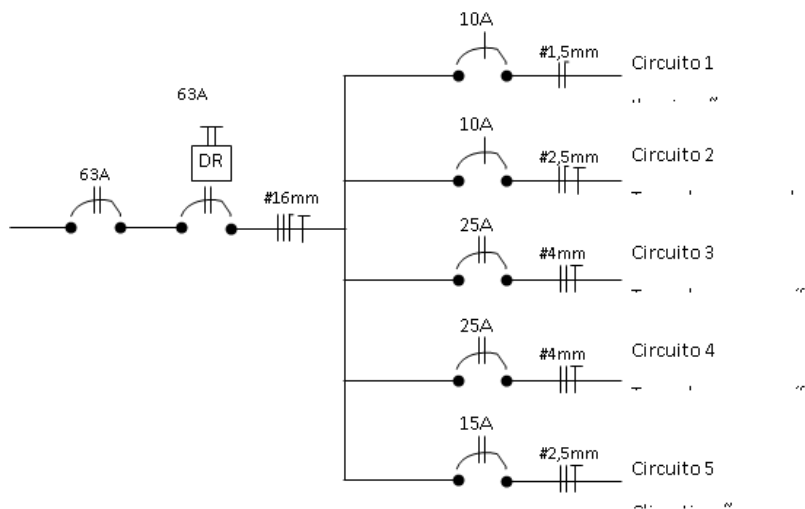 10A
#1,5mm
Circuito 1
63A
10A
DR
#2,5mm
Circuito 2
63A
#16mm
25A
#4mm
Circuito 3
25A
#4mm
Circuito 4
15A
#2,5mm
Circuito 5